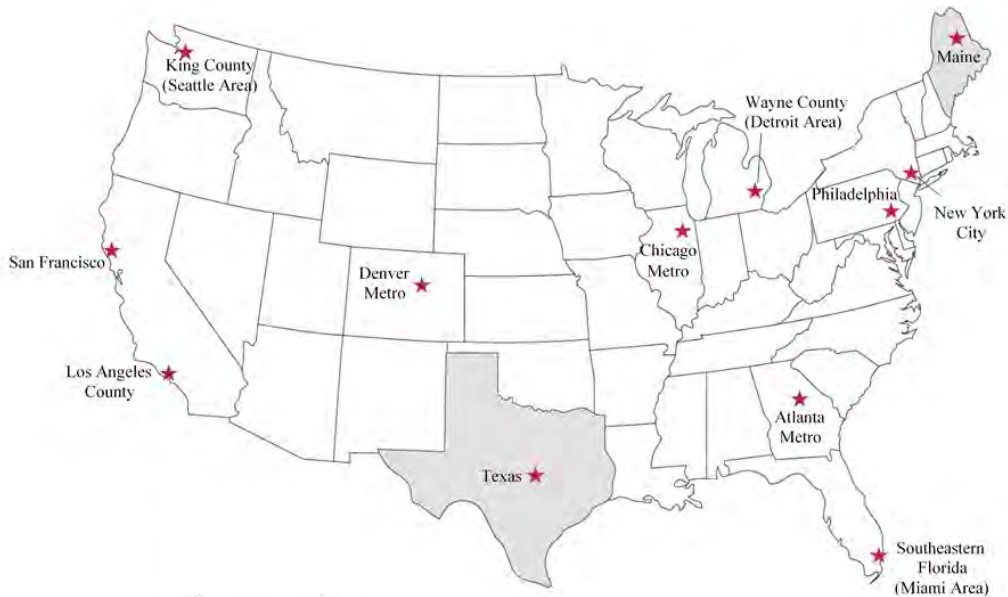 King County
(Seattle Area)
Maine
Wayne County
(Detroit Area)
Philadelphia
New York
City
San Francisco
Denver
Metro
Chicago
Metro
Los Angeles
County
Atlanta
Metro
Texas
Southeastern
Florida
(Miami Area)